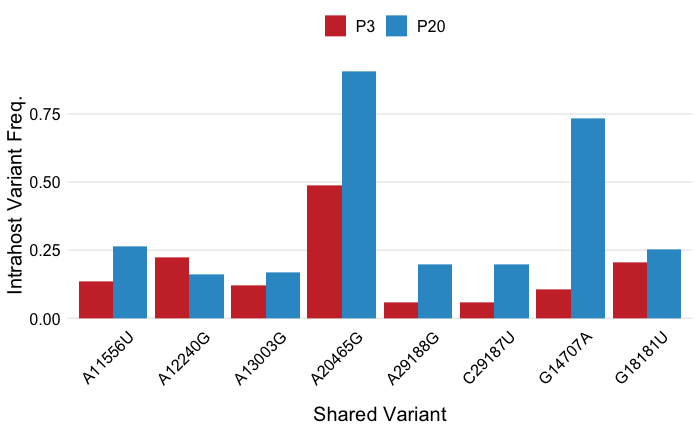 P3 P20
Intrahost Variant Freq.
0.75
0.50
0.25
0.00
A11556U A12240G A13003G A20465G A29188G C29187U G14707A G18181U
Shared Variant